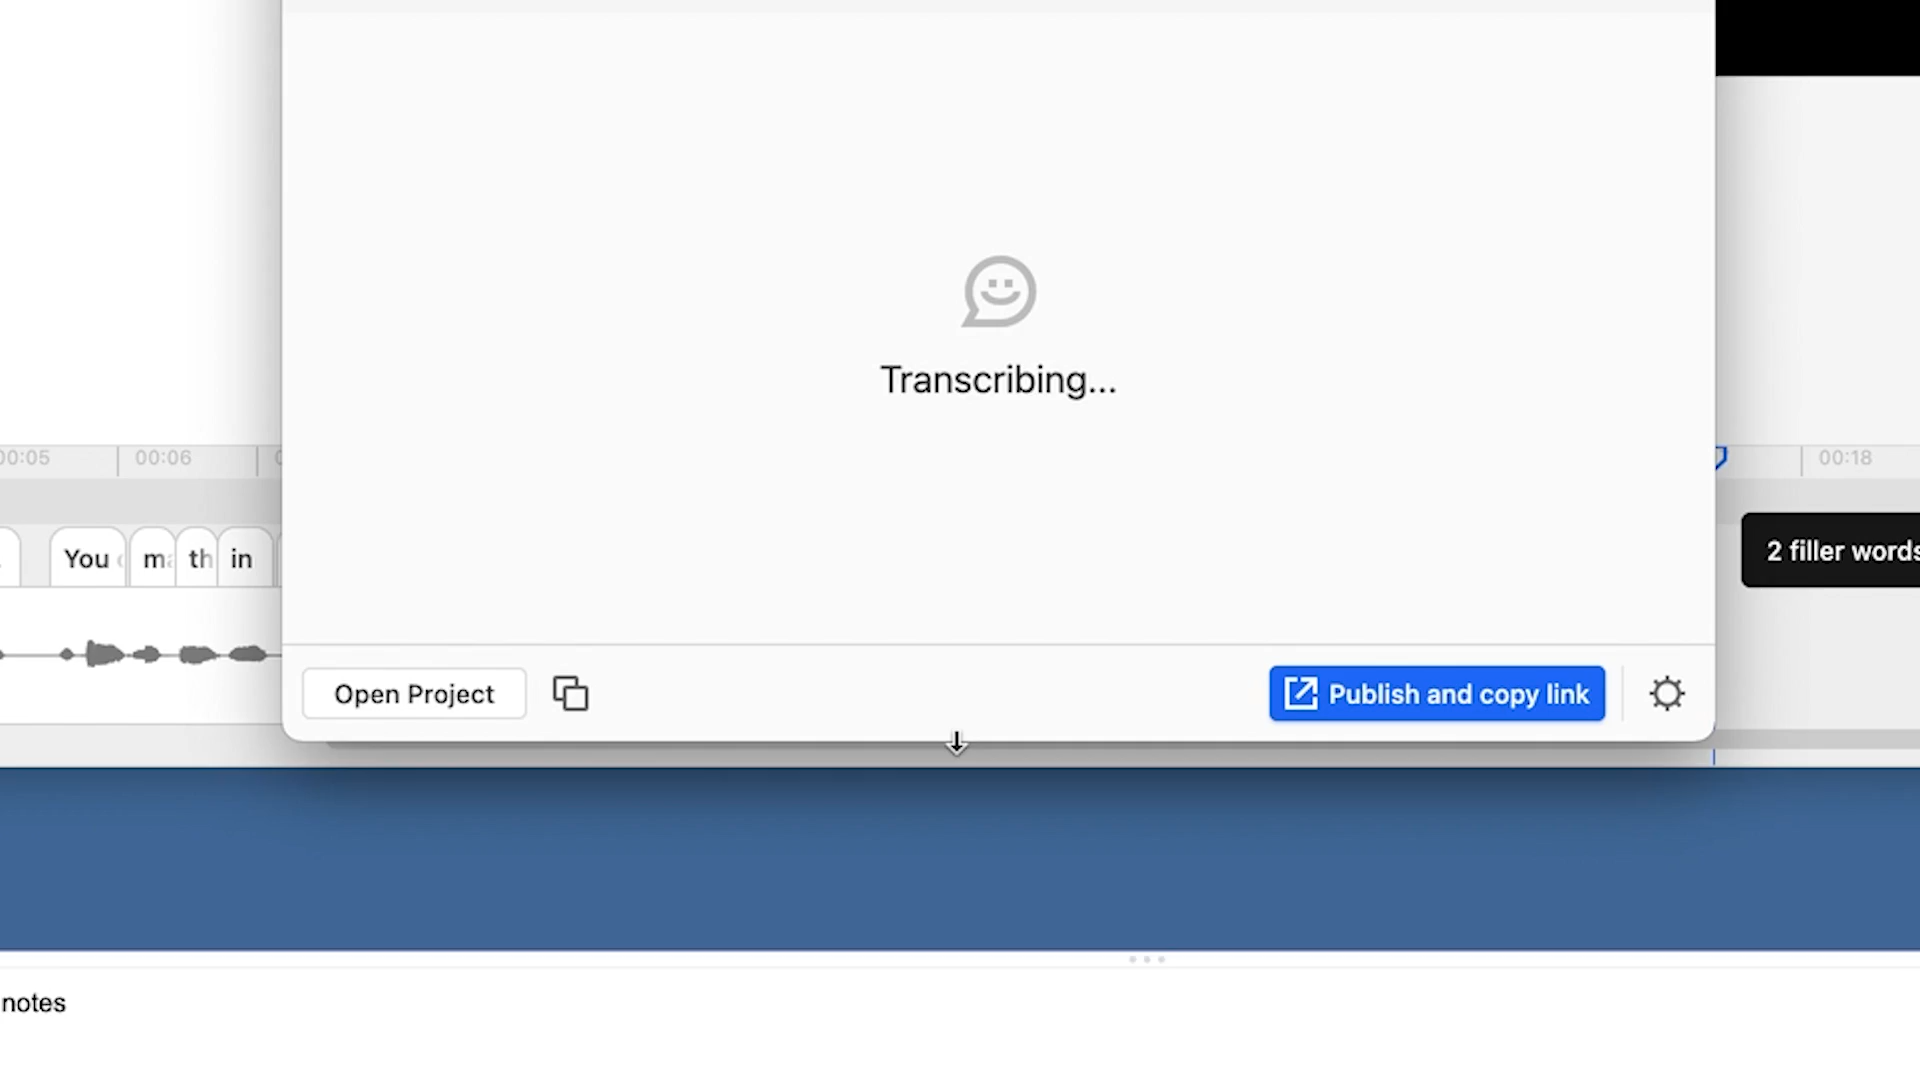 Transcribing...
00:05
00:06
00:18
You
th
in
2 filler words
Open Project
Publish and copy link
notes